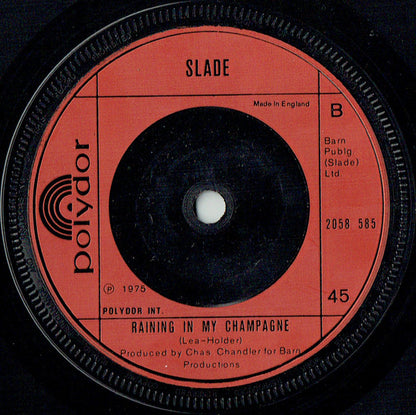 SLADE
Made in England
B
Barn
Publg
(Slade)
Ltd.
polydor
2058 585
℗ 1975
45
POLYDOR INT.
RAINING IN MY CHAMPAGNE
(Lea-Holder)
Produced by Chas. Chandler for Barn
Productions